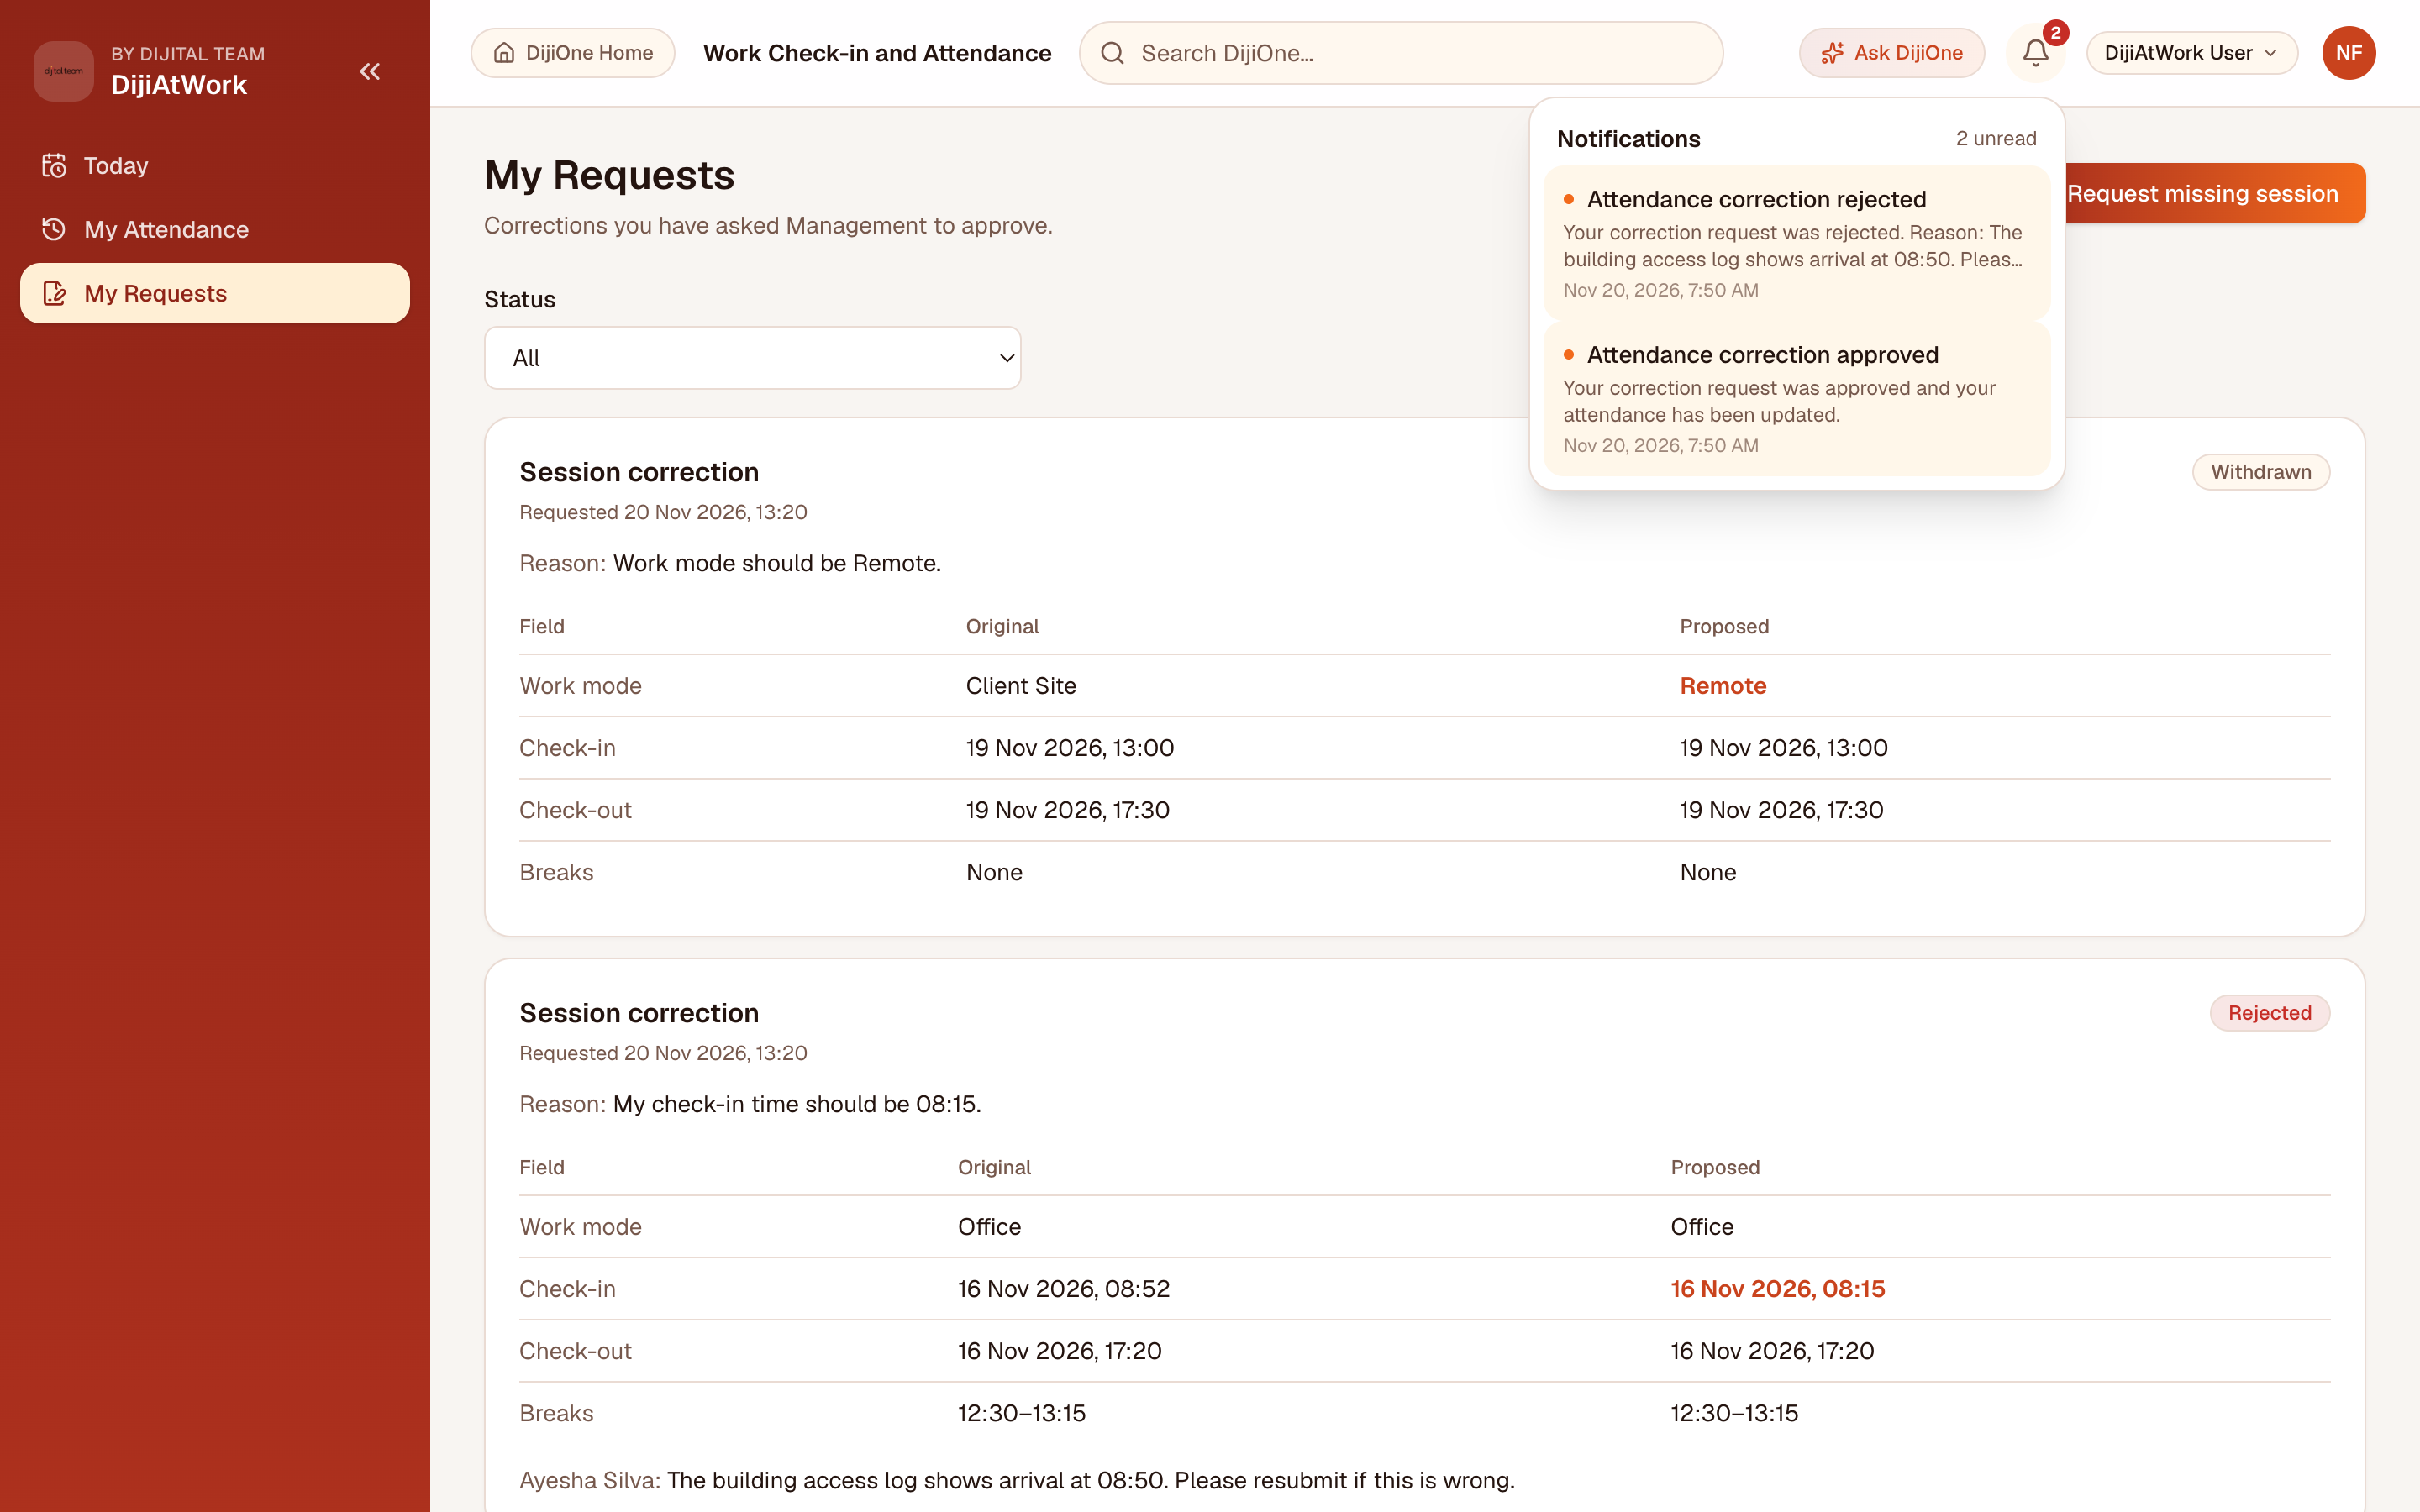 dijital team
BY DIJITAL TEAM
DijiAtWork
Today
My Attendance
My Requests
DijiOne Home
Work Check-in and Attendance
Search DijiOne...
Ask DijiOne
2
DijiAtWork User
NF
Notifications
2 unread
Attendance correction rejected
Your correction request was rejected. Reason: The
building access log shows arrival at 08:50. Pleas...
Nov 20, 2026, 7:50 AM
Attendance correction approved
Your correction request was approved and your
attendance has been updated.
Nov 20, 2026, 7:50 AM
My Requests
Corrections you have asked Management to approve.
Request missing session
Status
All
Session correction
Withdrawn
Requested 20 Nov 2026, 13:20
Reason: Work mode should be Remote.
Field Original Proposed
Work mode Client Site Remote
Check-in 19 Nov 2026, 13:00 19 Nov 2026, 13:00
Check-out 19 Nov 2026, 17:30 19 Nov 2026, 17:30
Breaks None None
Session correction
Rejected
Requested 20 Nov 2026, 13:20
Reason: My check-in time should be 08:15.
Field Original Proposed
Work mode Office Office
Check-in 16 Nov 2026, 08:52 16 Nov 2026, 08:15
Check-out 16 Nov 2026, 17:20 16 Nov 2026, 17:20
Breaks 12:30–13:15 12:30–13:15
Ayesha Silva: The building access log shows arrival at 08:50. Please resubmit if this is wrong.